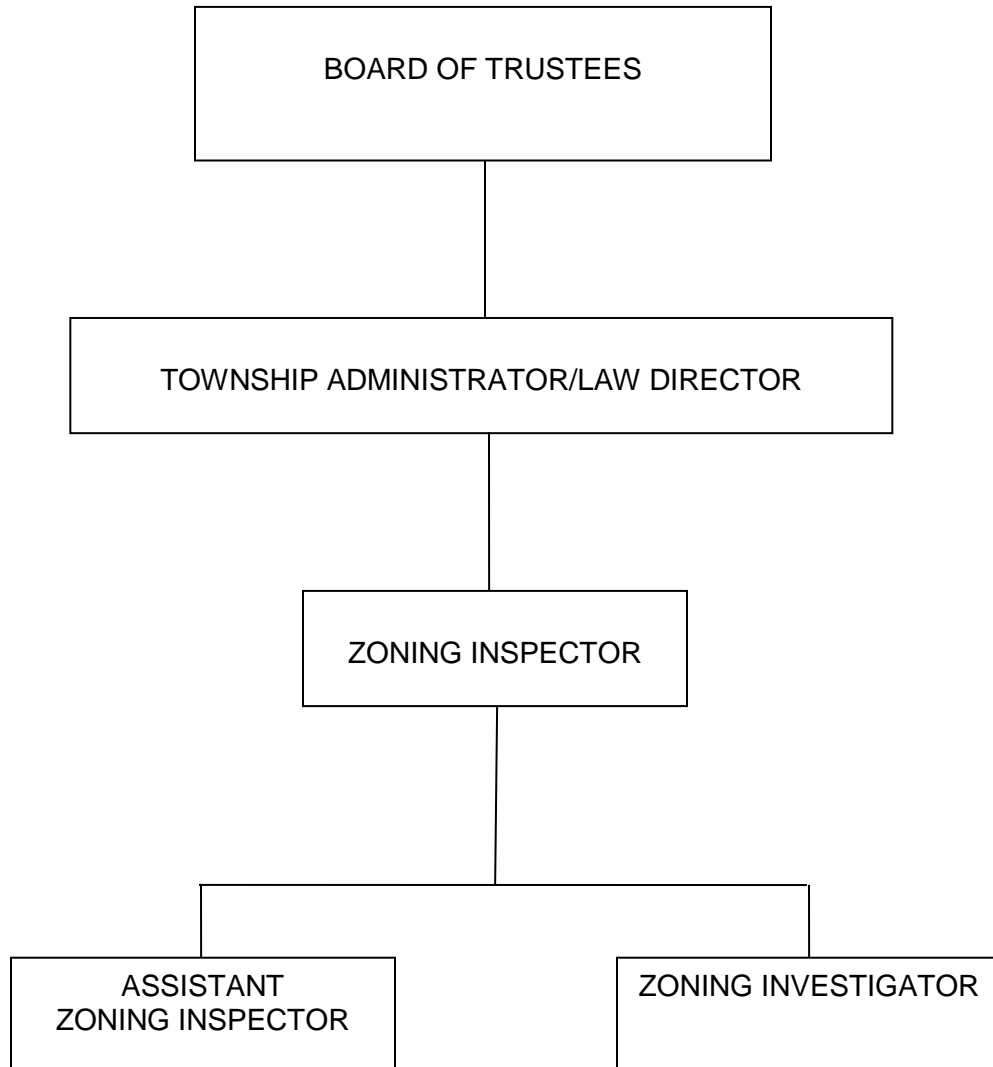 BOARD OF TRUSTEES
TOWNSHIP ADMINISTRATOR/LAW DIRECTOR
ZONING INSPECTOR
ASSISTANT
ZONING INSPECTOR
ZONING INVESTIGATOR